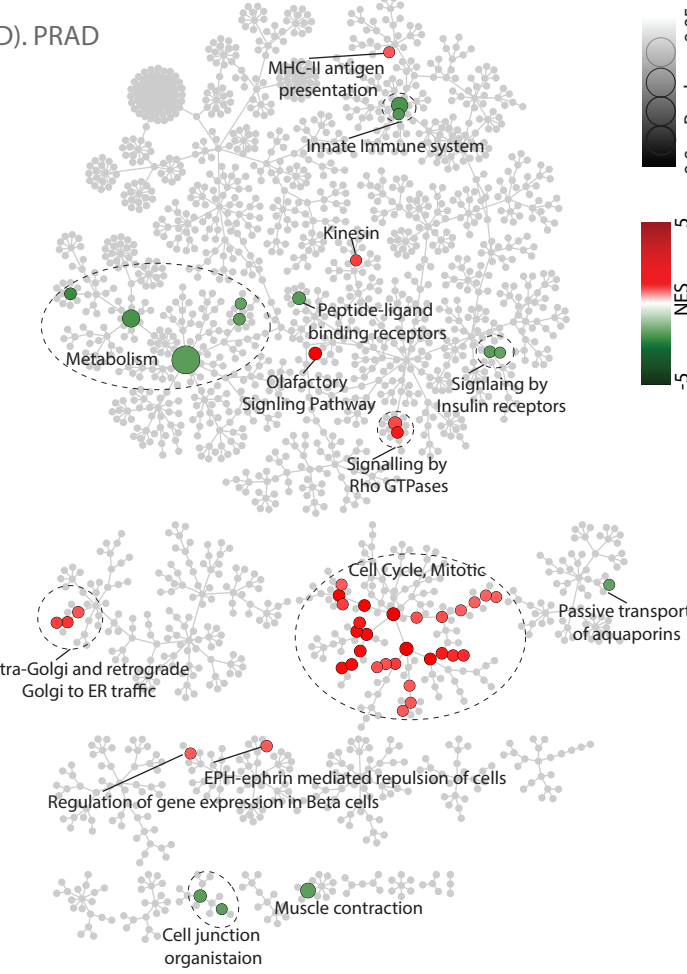 D). PRAD
MHC-II antigen
presentation
Innate Immune system
Kinesin
Peptide-ligand
binding receptors
Metabolism
Olafactory
Signling Pathway
Signlaing by
Insulin receptors
Signalling by
Rho GTPases
5
NES
-5
Cell Cycle, Mitotic
Passive transport
of aquaporins
tra-Golgi and retrograde
Golgi to ER traffic
EPH-ephrin mediated repulsion of cells
Regulation of gene expression in Beta cells
Muscle contraction
Cell junction
organistaion